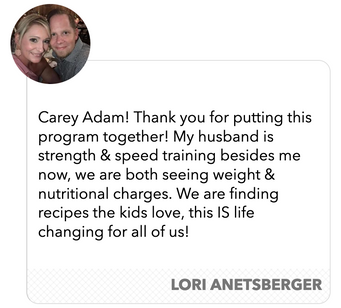 Carey Adam! Thank you for putting this
program together! My husband is
strength & speed training besides me
now, we are both seeing weight &
nutritional charges. We are finding
recipes the kids love, this IS life
changing for all of us!
LORI ANETSBERGER